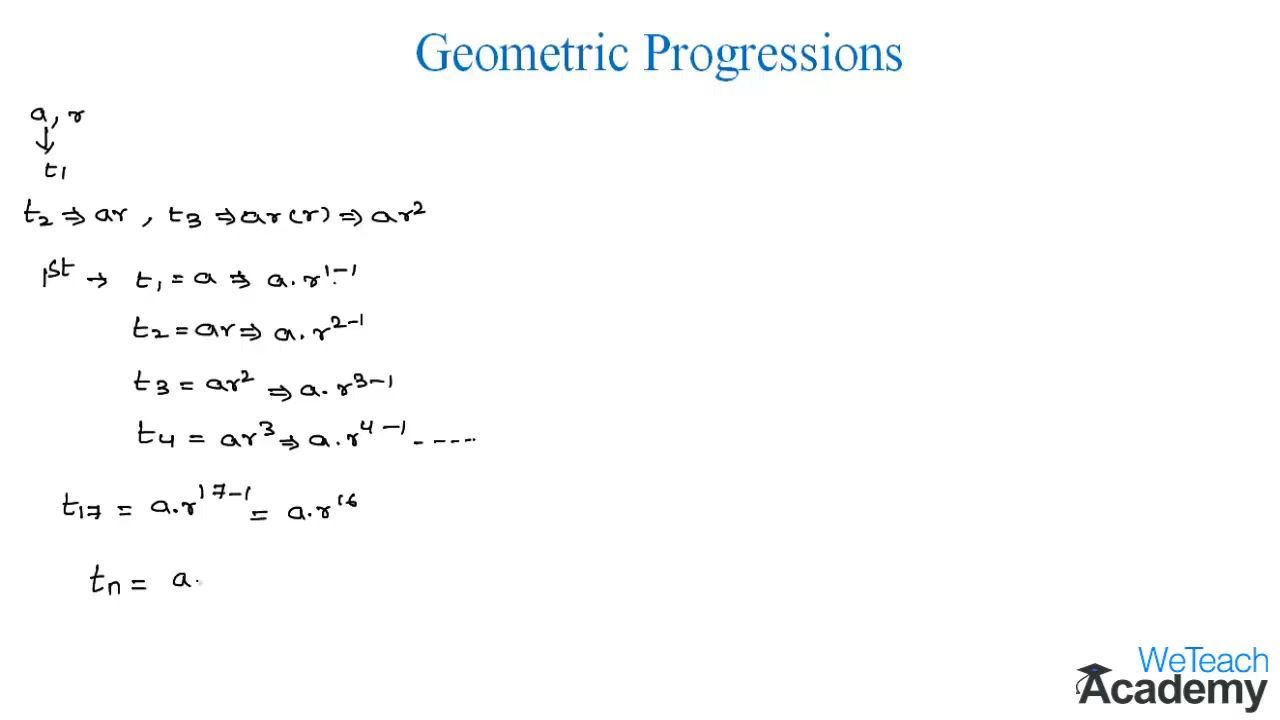 Geometric Progressions
a, r
↓
t₁
t₂ ⇒ ar , t₃ ⇒ ar(r) ⇒ ar²
1st → t₁ = a ⇒ a·r¹⁻¹
t₂ = ar ⇒ a·r²⁻¹
t₃ = ar² ⇒ a·r³⁻¹
t₄ = ar³ ⇒ a·r⁴⁻¹ -----
t₁₇ = a·r¹⁷⁻¹ = a·r¹⁶
tₙ = a·
WeTeach
Academy